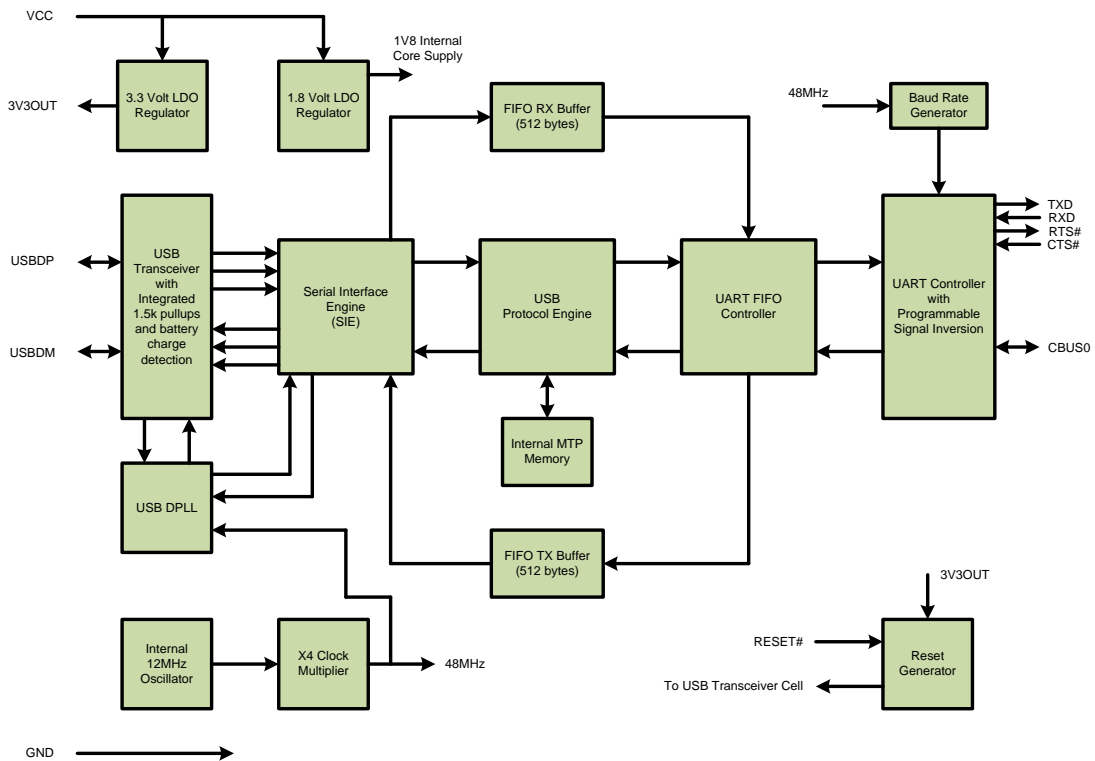 VCC
1V8 Internal
Core Supply
3.3 Volt LDO
Regulator
1.8 Volt LDO
Regulator
3V3OUT
FIFO RX Buffer
(512 bytes)
48MHz
Baud Rate
Generator
USBDP
USBDM
USB
Transceiver
with
Integrated
1.5k pullups
and battery
charge
detection
Serial Interface
Engine
(SIE)
USB
Protocol Engine
UART FIFO
Controller
UART Controller
with
Programmable
Signal Inversion
TXD
RXD
RTS#
CTS#
CBUS0
Internal MTP
Memory
USB DPLL
FIFO TX Buffer
(512 bytes)
3V3OUT
Internal
12MHz
Oscillator
X4 Clock
Multiplier
48MHz
RESET#
Reset
Generator
To USB Transceiver Cell
GND